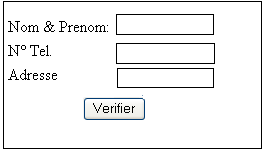 Nom & Prenom:
N° Tel.
Adresse
Verifier